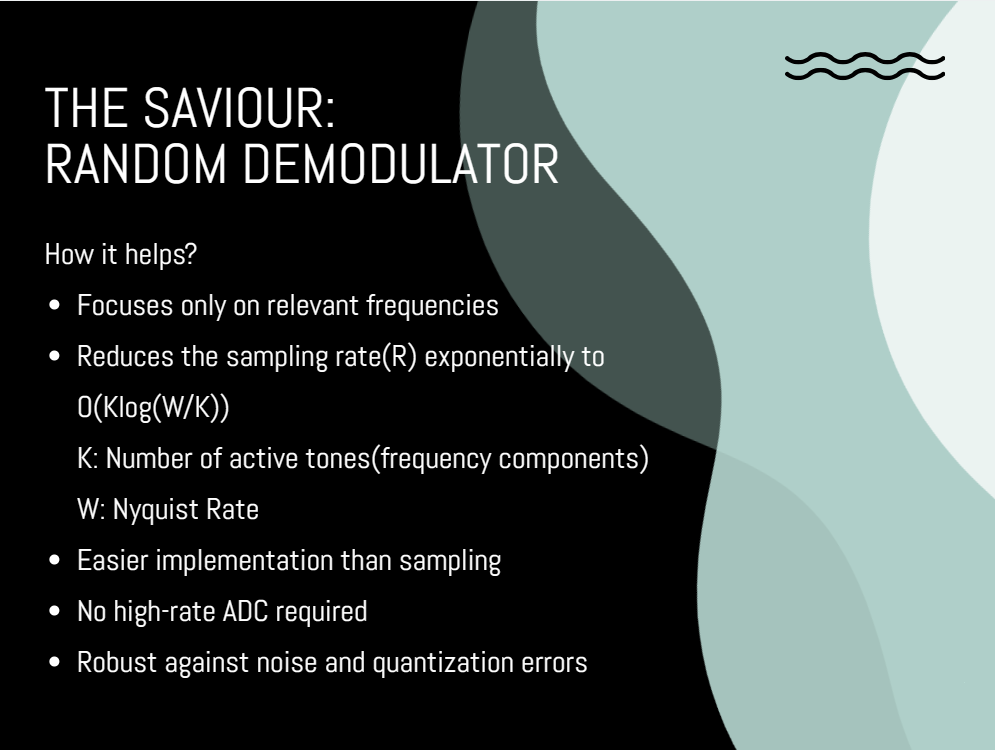 THE SAVIOUR:
RANDOM DEMODULATOR
How it helps?
• Focuses only on relevant frequencies
• Reduces the sampling rate(R) exponentially to
O(Klog(W/K))
K: Number of active tones(frequency components)
W: Nyquist Rate
• Easier implementation than sampling
• No high-rate ADC required
• Robust against noise and quantization errors